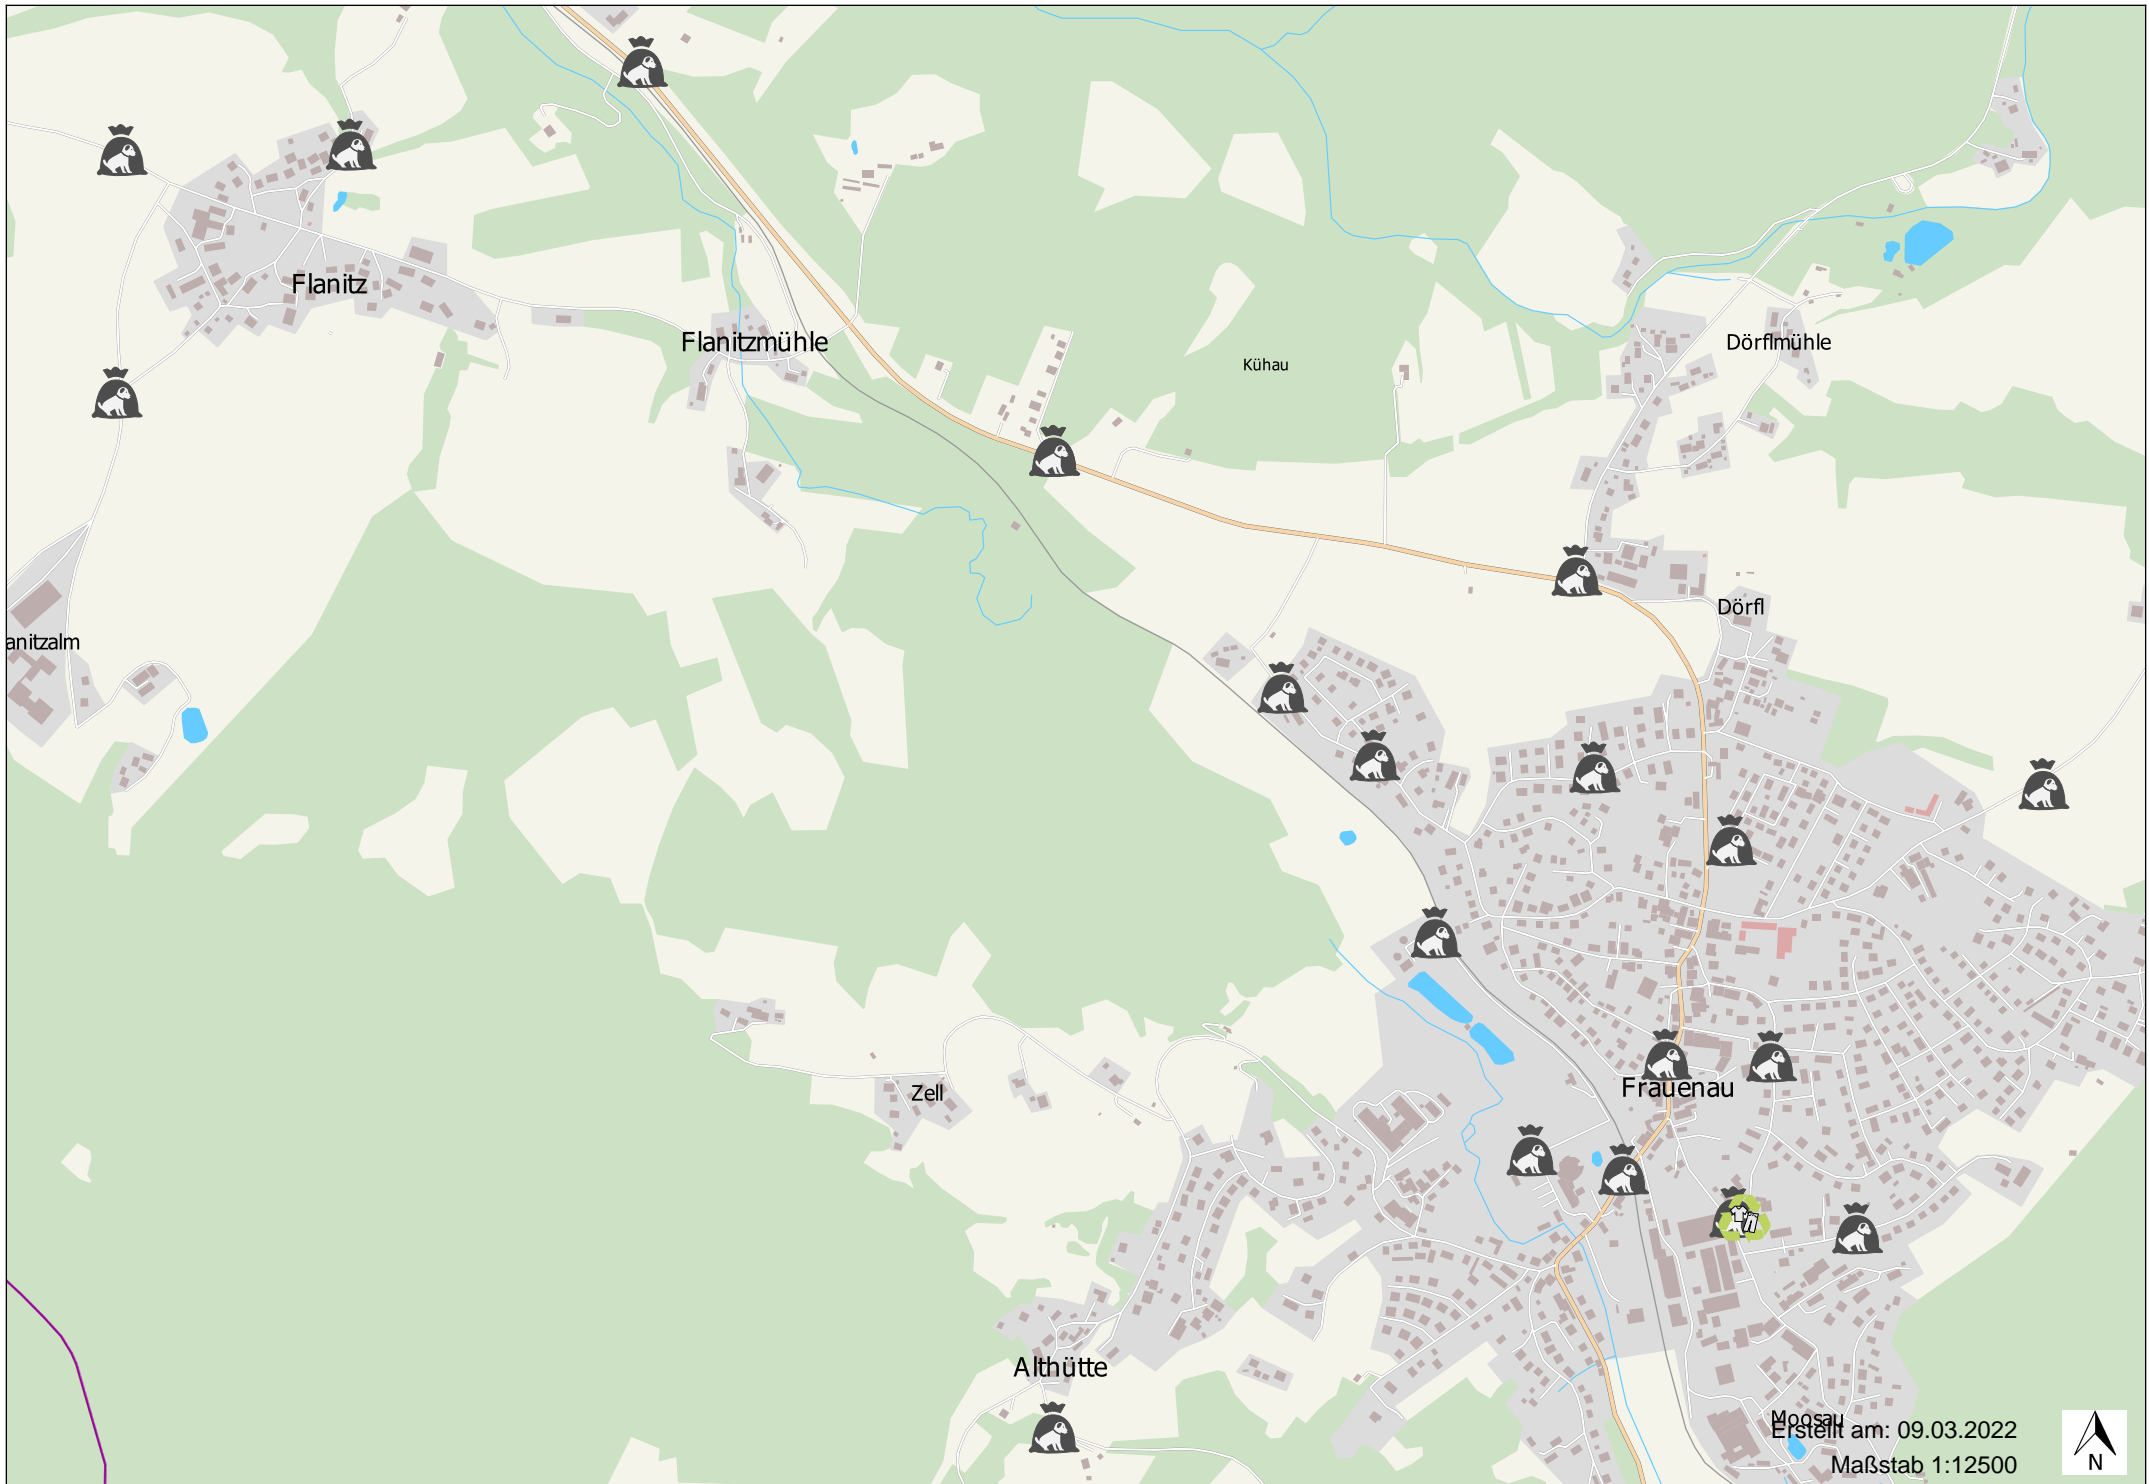 Flanitz
Flanitzmühle
Dörflmühle
Kühau
Dörfl
anitzalm
Zell
Frauenau
Althütte
Moosau
Erstellt am: 09.03.2022
Maßstab 1:12500
N